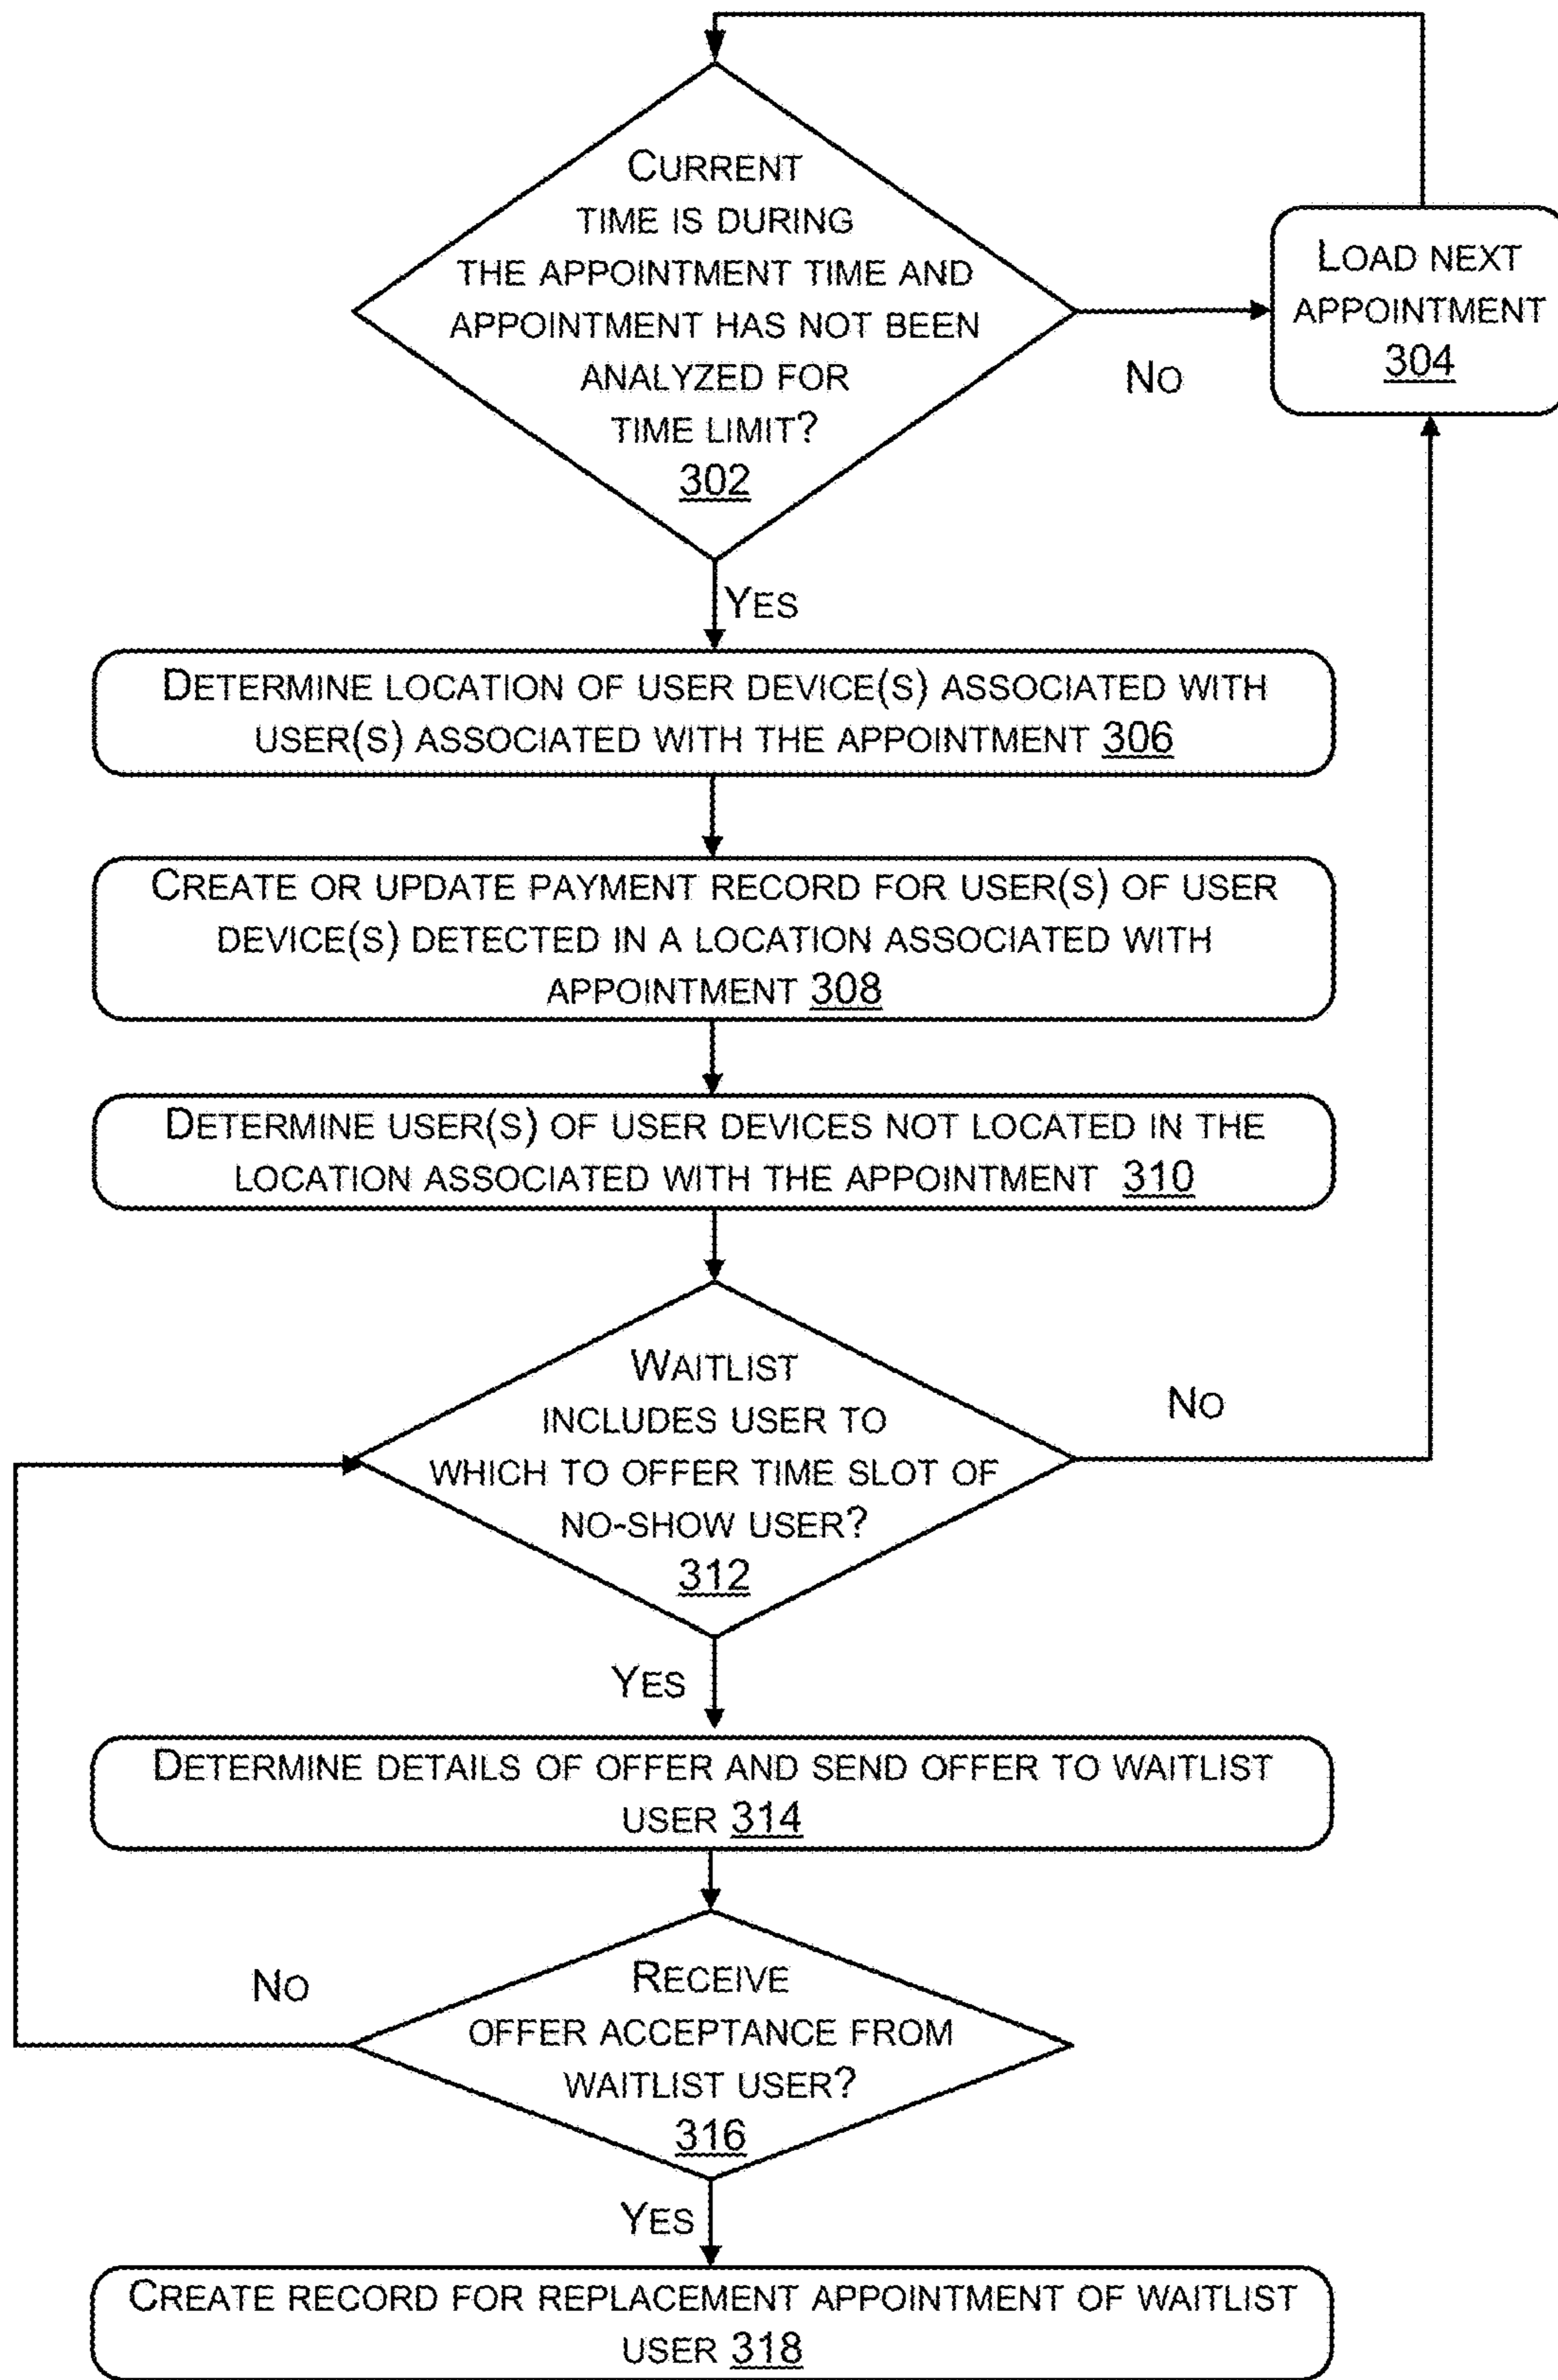 CURRENT
TIME IS DURING
THE APPOINTMENT TIME AND
APPOINTMENT HAS NOT BEEN
ANALYZED FOR
TIME LIMIT?
302
NO
LOAD NEXT
APPOINTMENT
304
YES
DETERMINE LOCATION OF USER DEVICE(S) ASSOCIATED WITH
USER(S) ASSOCIATED WITH THE APPOINTMENT 306
CREATE OR UPDATE PAYMENT RECORD FOR USER(S) OF USER
DEVICE(S) DETECTED IN A LOCATION ASSOCIATED WITH
APPOINTMENT 308
DETERMINE USER(S) OF USER DEVICES NOT LOCATED IN THE
LOCATION ASSOCIATED WITH THE APPOINTMENT 310
WAITLIST
INCLUDES USER TO
WHICH TO OFFER TIME SLOT OF
NO-SHOW USER?
312
NO
YES
DETERMINE DETAILS OF OFFER AND SEND OFFER TO WAITLIST
USER 314
RECEIVE
OFFER ACCEPTANCE FROM
WAITLIST USER?
316
NO
YES
CREATE RECORD FOR REPLACEMENT APPOINTMENT OF WAITLIST
USER 318